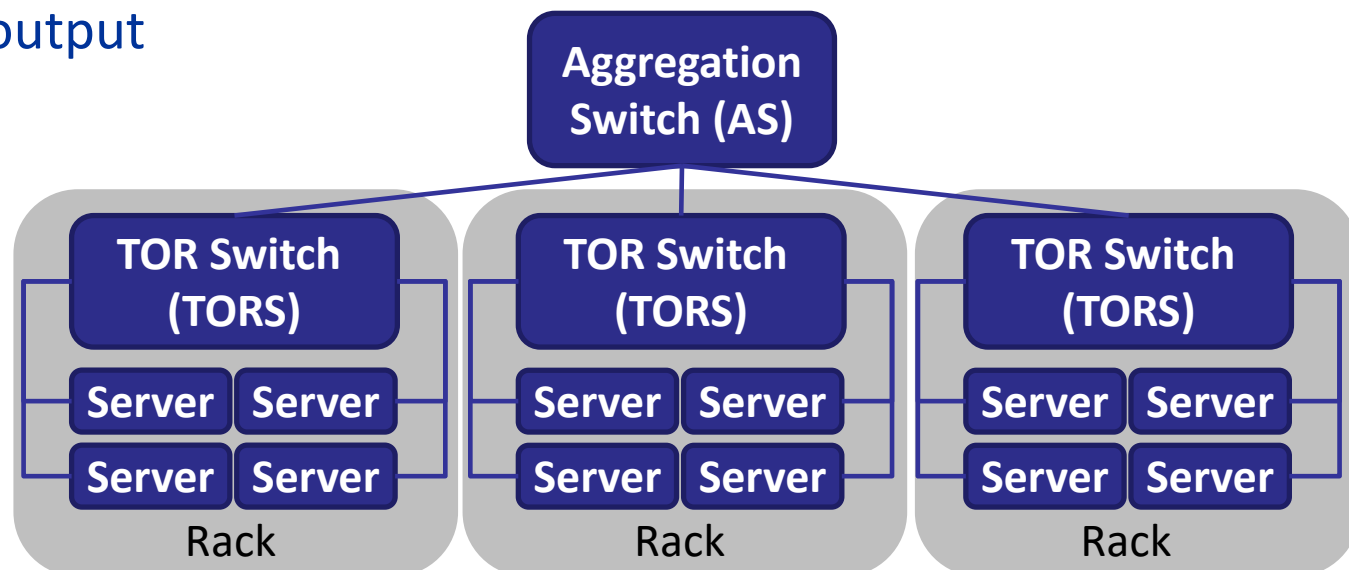 output
Aggregation
Switch (AS)
TOR Switch
(TORS)
TOR Switch
(TORS)
TOR Switch
(TORS)
Server Server
Server Server
Rack
Server Server
Server Server
Rack
Server Server
Server Server
Rack